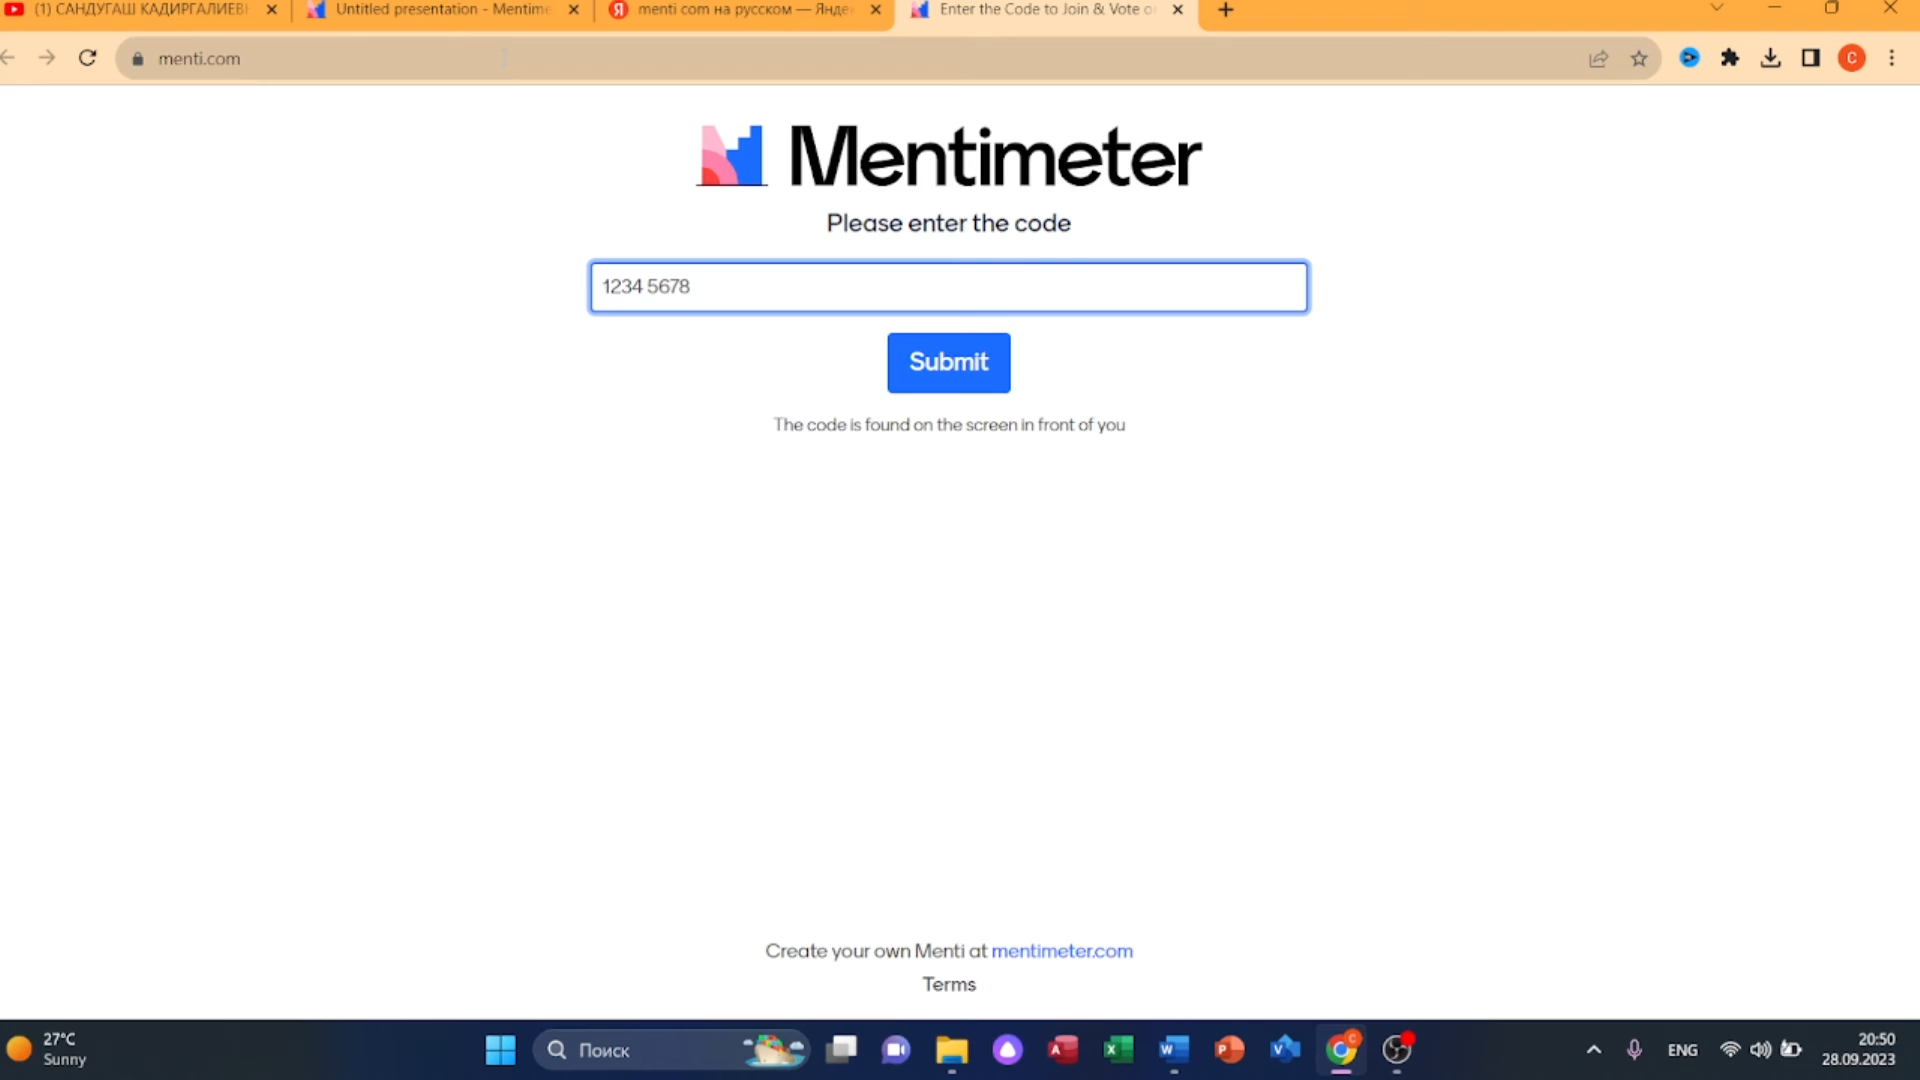 (1) САНДУГАШ КАДИРГАЛИЕВ
Untitled presentation - Mentime
menti com на русском — Янде
Enter the Code to Join & Vote o
menti.com
C
Mentimeter
Please enter the code
1234 5678
Submit
The code is found on the screen in front of you
Create your own Menti at mentimeter.com
Terms
27°C
Sunny
Поиск
ENG
20:50
28.09.2023